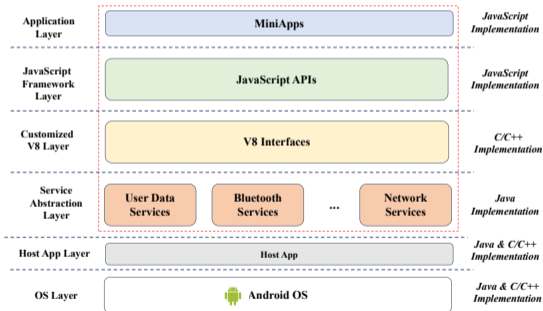 Application
Layer
MiniApps
JavaScript
Implementation
JavaScript
Framework
Layer
JavaScript APIs
JavaScript
Implementation
Customized
V8 Layer
V8 Interfaces
C/C++
Implementation
Service
Abstraction
Layer
User Data
Services
Bluetooth
Services
...
Network
Services
Java
Implementation
Host App Layer
Host App
Java & C/C++
Implementation
OS Layer
Android OS
Java & C/C++
Implementation